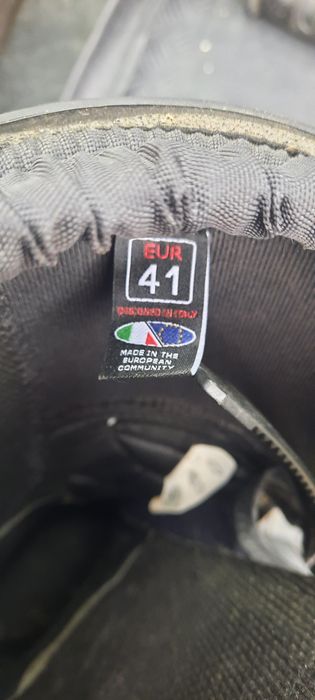 EUR
41
DESIGNED IN ITALY
MADE IN THE
EUROPEAN
COMMUNITY